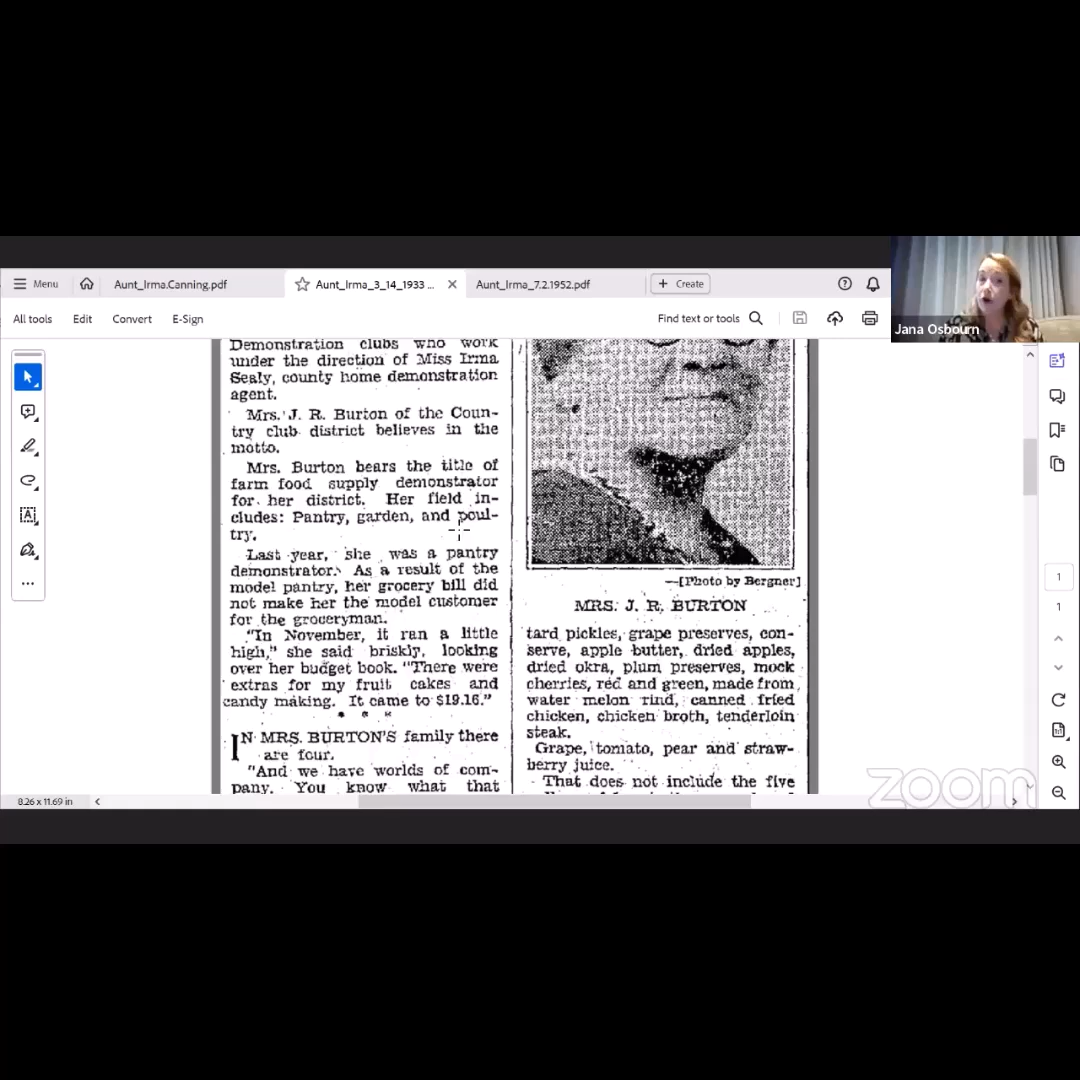 Menu
Aunt_Irma.Canning.pdf
Aunt_Irma_3_14_1933 ...
Aunt_Irma_7.2.1952.pdf
+ Create
All tools
Edit
Convert
E-Sign
Find text or tools
Jana Osbourn
Demonstration clubs who work
under the direction of Miss Irma
Sealy, county home demonstration
agent.
Mrs. J. R. Burton of the Coun-
try club district believes in the
motto.
Mrs. Burton bears the title of
farm food supply demonstrator
for her district. Her field in-
cludes: Pantry, garden, and poul-
try.
Last year, she was a pantry
demonstrator. As a result of the
model pantry, her grocery bill did
not make her the model customer
for the groceryman.
"In November, it ran a little
high," she said briskly, looking
over her budget book. "There were
extras for my fruit cakes and
candy making. It came to $19.16."
* * *
IN MRS. BURTON'S family there
are four.
"And we have worlds of com-
pany. You know what that
—[Photo by Bergner]
MRS. J. R. BURTON
tard pickles, grape preserves, con-
serve, apple butter, dried apples,
dried okra, plum preserves, mock
cherries, red and green, made from
water melon rind, canned fried
chicken, chicken broth, tenderloin
steak.
Grape, tomato, pear and straw-
berry juice.
That does not include the five
1
1
8.26 x 11.69 in
zoom